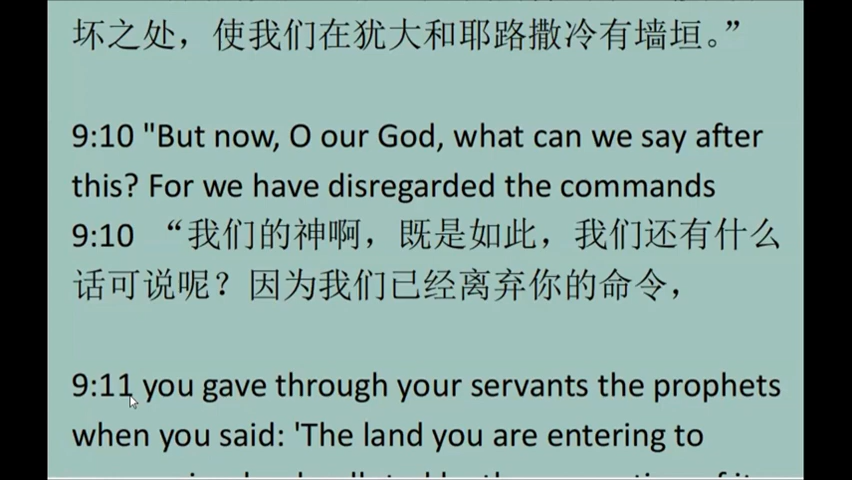 坏之处，使我们在犹大和耶路撒冷有墙垣。”
9:10 "But now, O our God, what can we say after
this? For we have disregarded the commands
9:10 “我们的神啊，既是如此，我们还有什么
话可说呢？因为我们已经离弃你的命令，
9:11 you gave through your servants the prophets
when you said: 'The land you are entering to